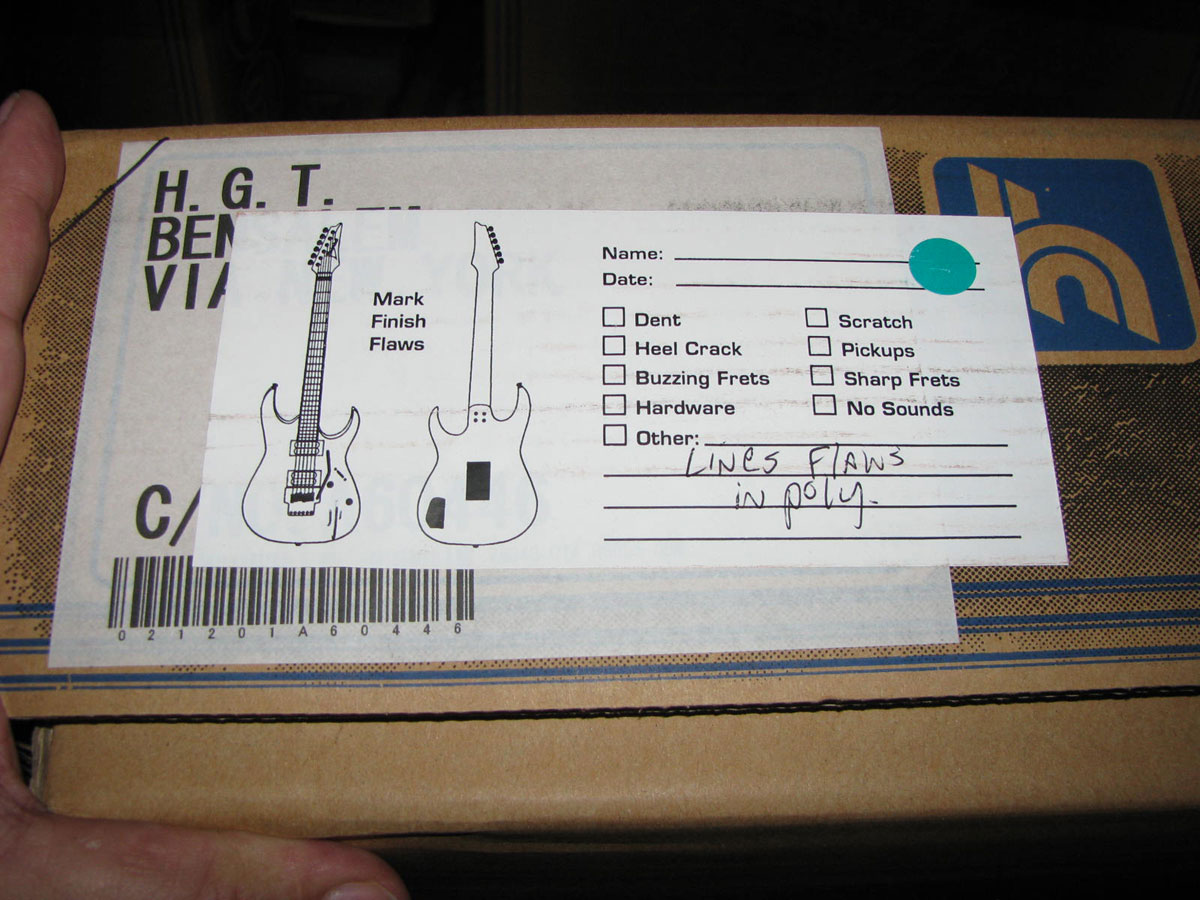 H. G. T.
BEN
VIA
C/
Mark
Finish
Flaws
Name:
Date:
Dent
Scratch
Heel Crack
Pickups
Buzzing Frets
Sharp Frets
Hardware
No Sounds
Other:
LINES FLAWS
in poly.
021201A60446